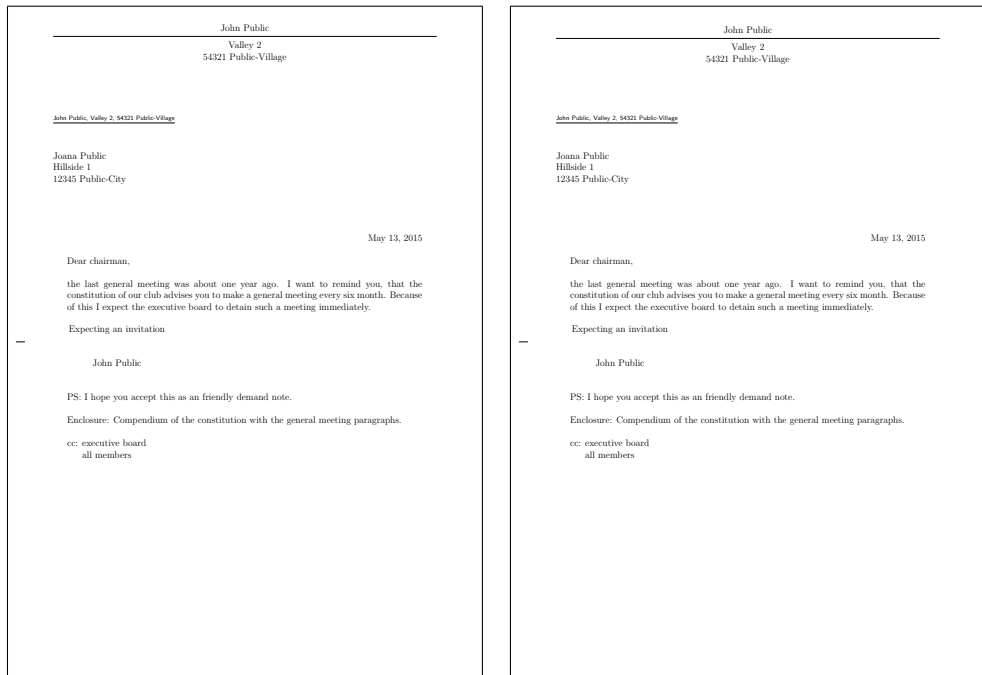 John Public
Valley 2
54321 Public-Village
John Public, Valley 2, 54321 Public-Village
Joana Public
Hillside 1
12345 Public-City
May 13, 2015
Dear chairman,
the last general meeting was about one year ago. I want to remind you, that the
constitution of our club advises you to make a general meeting every six month. Because
of this I expect the executive board to detain such a meeting immediately.
Expecting an invitation
John Public
PS: I hope you accept this as an friendly demand note.
Enclosure: Compendium of the constitution with the general meeting paragraphs.
cc: executive board
all members
John Public
Valley 2
54321 Public-Village
John Public, Valley 2, 54321 Public-Village
Joana Public
Hillside 1
12345 Public-City
May 13, 2015
Dear chairman,
the last general meeting was about one year ago. I want to remind you, that the
constitution of our club advises you to make a general meeting every six month. Because
of this I expect the executive board to detain such a meeting immediately.
Expecting an invitation
John Public
PS: I hope you accept this as an friendly demand note.
Enclosure: Compendium of the constitution with the general meeting paragraphs.
cc: executive board
all members